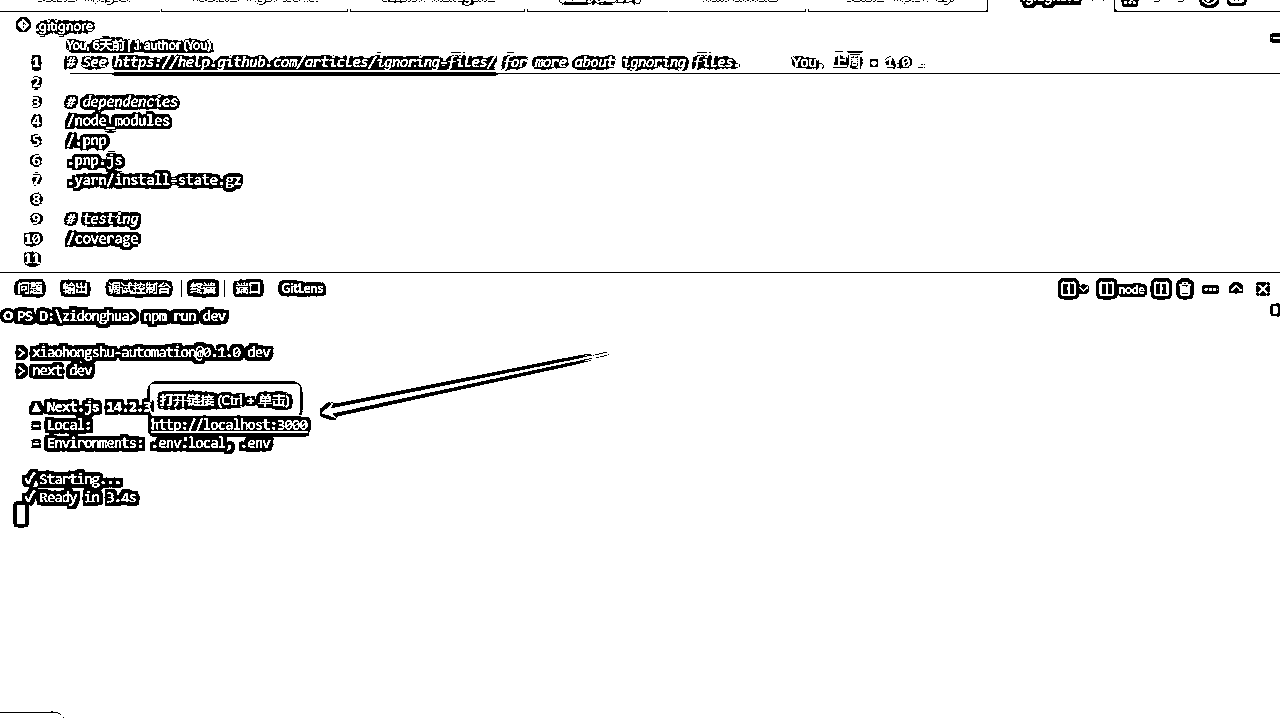 .gitignore
You, 6天前 | 1 author (You)
1 # See https://help.github.com/articles/ignoring-files/ for more about ignoring files. You, 上周 • 1.0 …
2
3 # dependencies
4 /node_modules
5 /.pnp
6 .pnp.js
7 .yarn/install-state.gz
8
9 # testing
10 /coverage
11
问题 输出 调试控制台 终端 端口 GitLens
node
PS D:\zidonghua> npm run dev
> xiaohongshu-automation@0.1.0 dev
> next dev
打开链接 (Ctrl + 单击)
▲ Next.js 14.2.3
- Local: http://localhost:3000
- Environments: .env.local, .env
✓ Starting...
✓ Ready in 3.4s